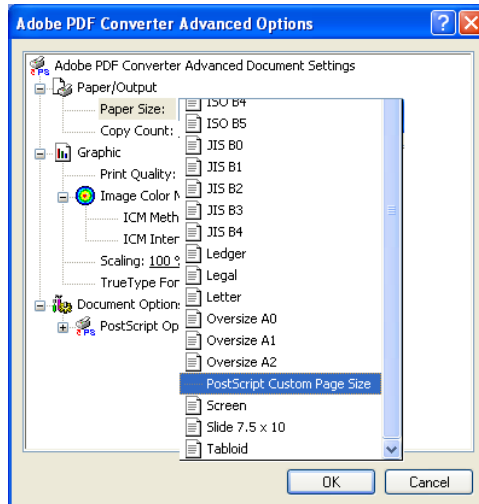 Adobe PDF Converter Advanced Options
Adobe PDF Converter Advanced Document Settings
Paper/Output
Paper Size:
Copy Count:
Graphic
Print Quality:
Image Color M
ICM Meth
ICM Inter
Scaling: 100 %
TrueType For
Document Option
PostScript Op
ISO B4
ISO B5
JIS B0
JIS B1
JIS B2
JIS B3
JIS B4
Ledger
Legal
Letter
Oversize A0
Oversize A1
Oversize A2
PostScript Custom Page Size
Screen
Slide 7.5 x 10
Tabloid
OK
Cancel